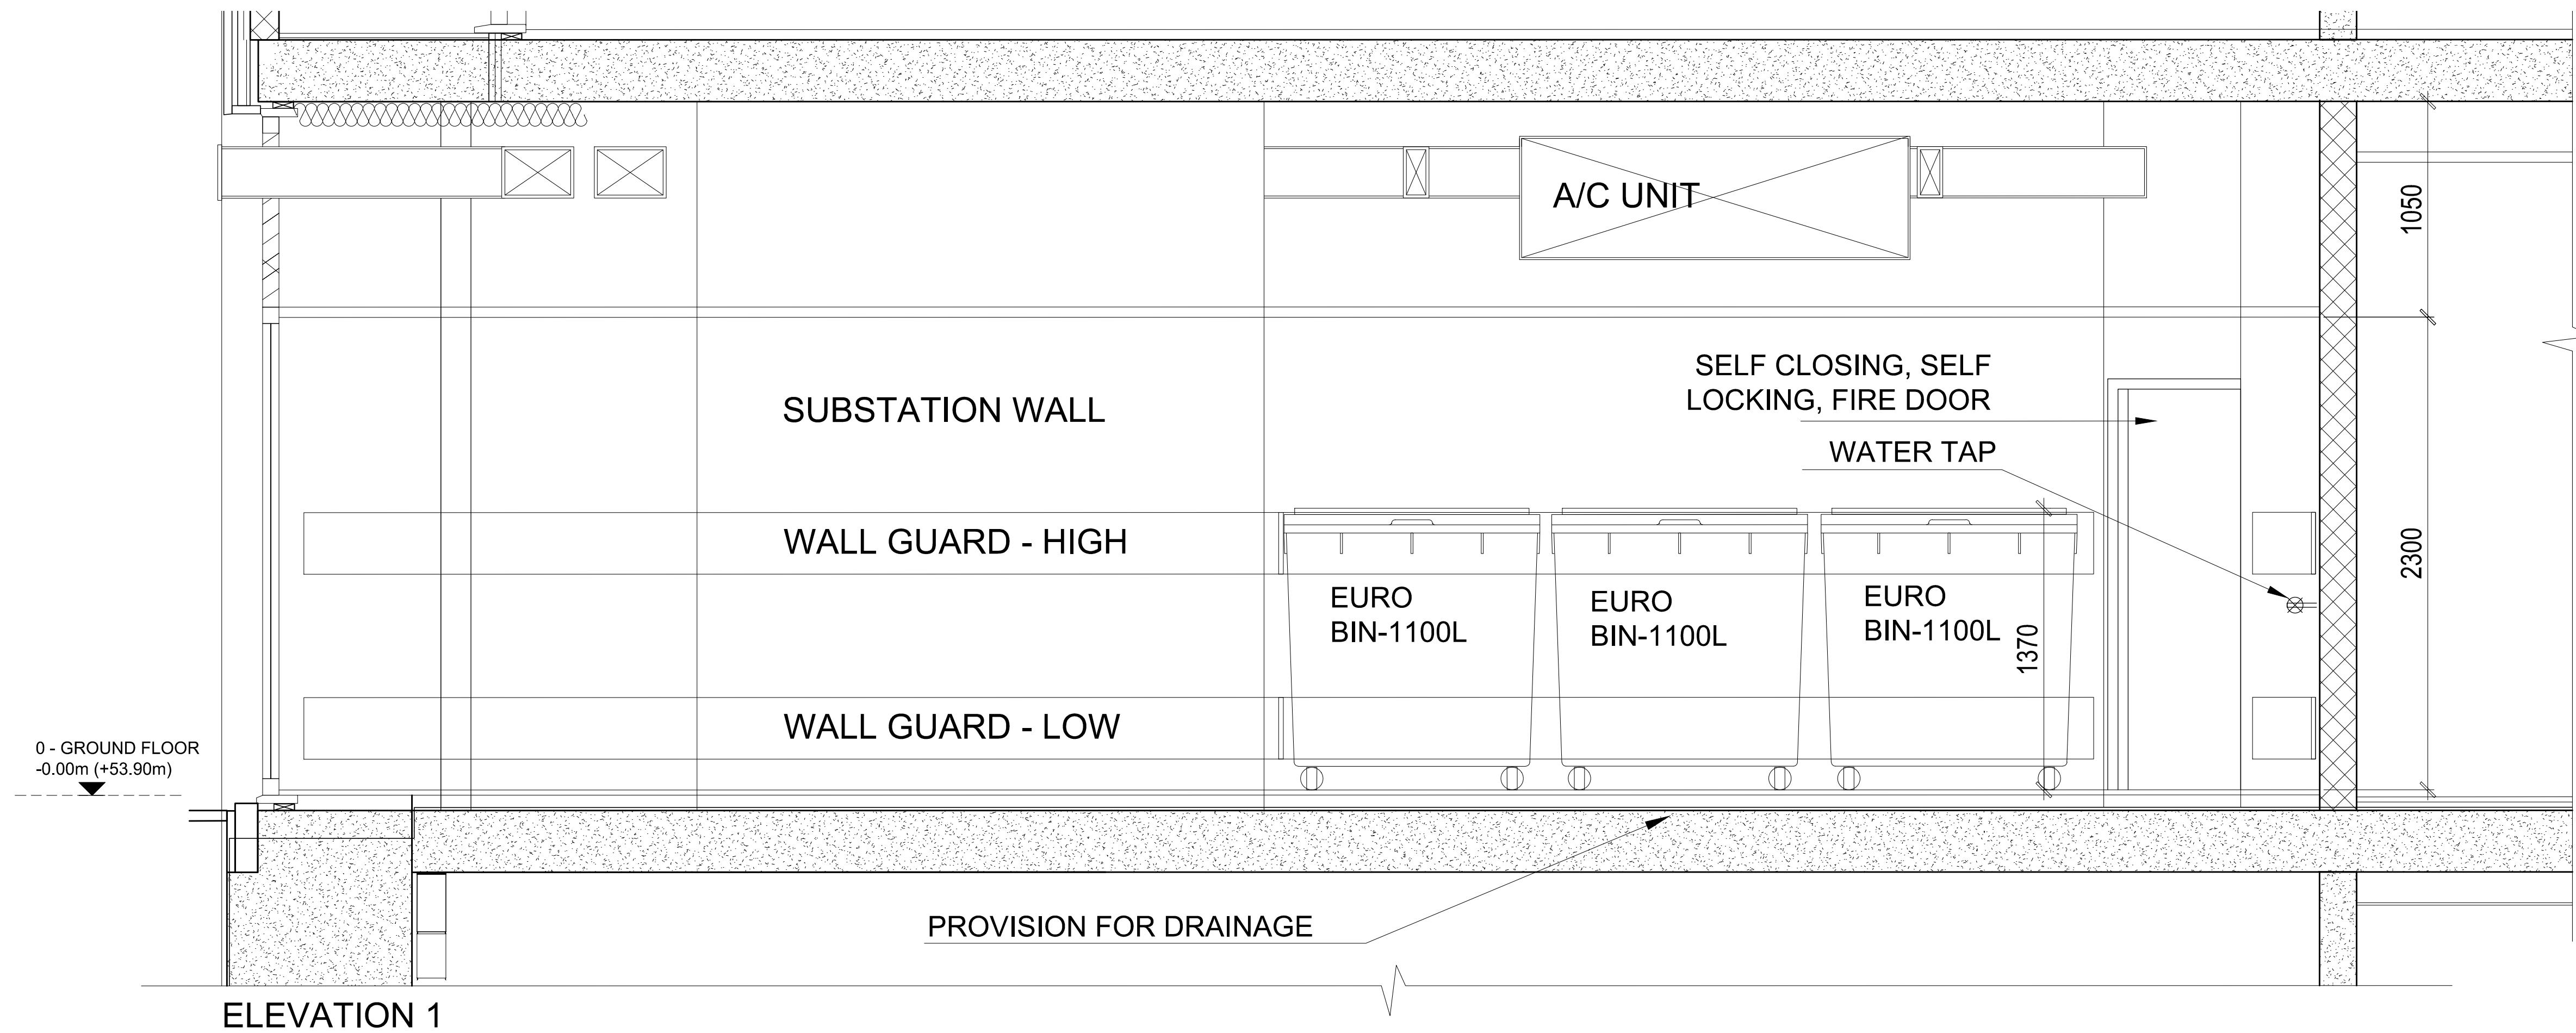 A/C UNIT
1050
SELF CLOSING, SELF
LOCKING, FIRE DOOR
SUBSTATION WALL
WATER TAP
WALL GUARD - HIGH
2300
EURO
BIN-1100L
EURO
BIN-1100L
EURO
BIN-1100L
1370
WALL GUARD - LOW
0 - GROUND FLOOR
-0.00m (+53.90m)
PROVISION FOR DRAINAGE
ELEVATION 1